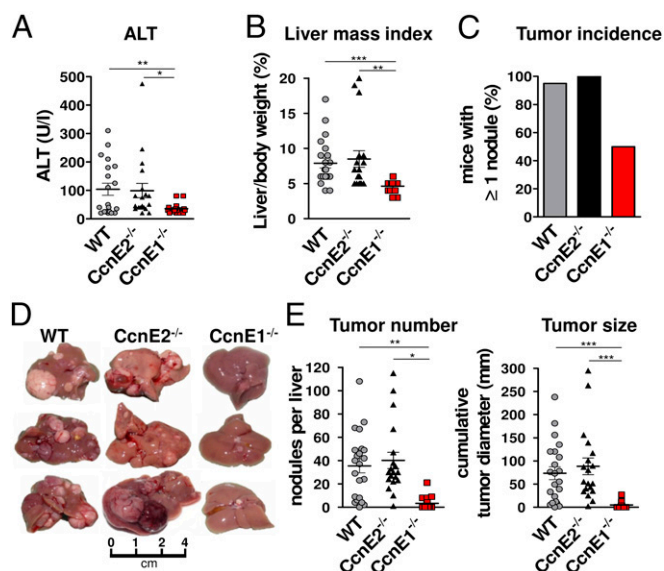 A
ALT
ALT (U/l)
500
400
300
200
100
0
**
*
WT
CcnE2-/-
CcnE1-/-
B
Liver mass index
Liver/body weight (%)
20
15
10
5
0
***
**
WT
CcnE2-/-
CcnE1-/-
C
Tumor incidence
mice with
≥ 1 nodule (%)
100
80
60
40
20
0
WT
CcnE2-/-
CcnE1-/-
D
WT
CcnE2-/-
CcnE1-/-
0 1 2 4
cm
E
Tumor number
nodules per liver
120
100
80
60
40
20
0
**
*
WT
CcnE2-/-
CcnE1-/-
Tumor size
cumulative
tumor diameter (mm)
300
250
200
150
100
50
0
***
***
WT
CcnE2-/-
CcnE1-/-